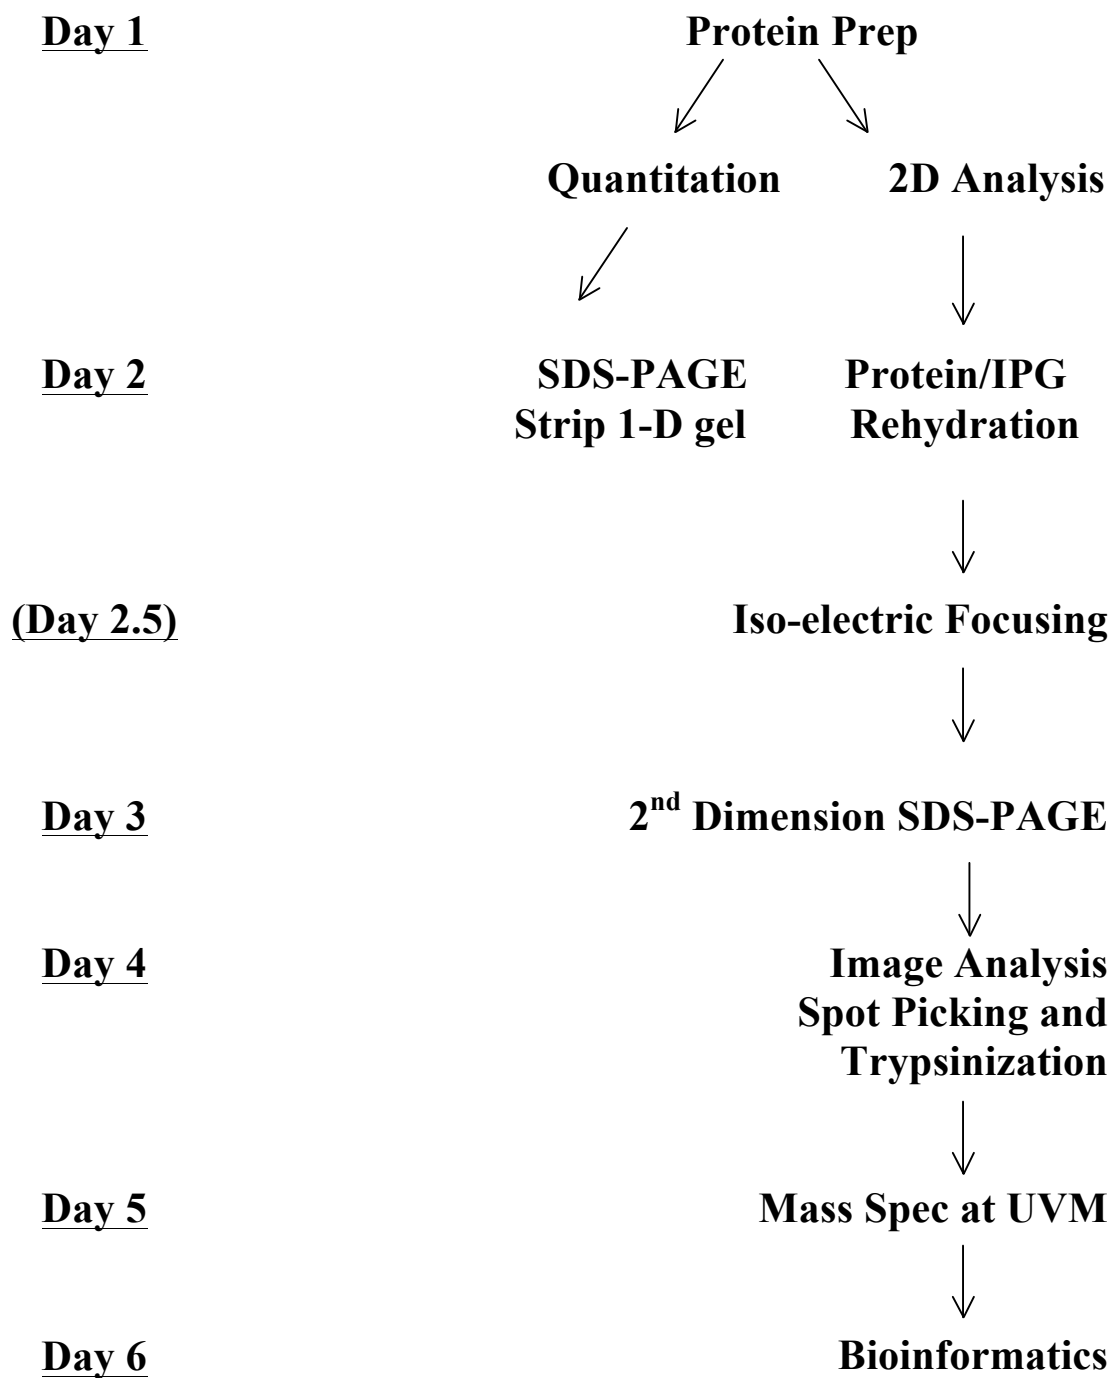 Day 1 Protein Prep
Quantitation 2D Analysis
Day 2 SDS-PAGE Protein/IPG
Strip 1-D gel Rehydration
(Day 2.5) Iso-electric Focusing
Day 3 2nd Dimension SDS-PAGE
Day 4 Image Analysis
Spot Picking and
Trypsinization
Day 5 Mass Spec at UVM
Day 6 Bioinformatics